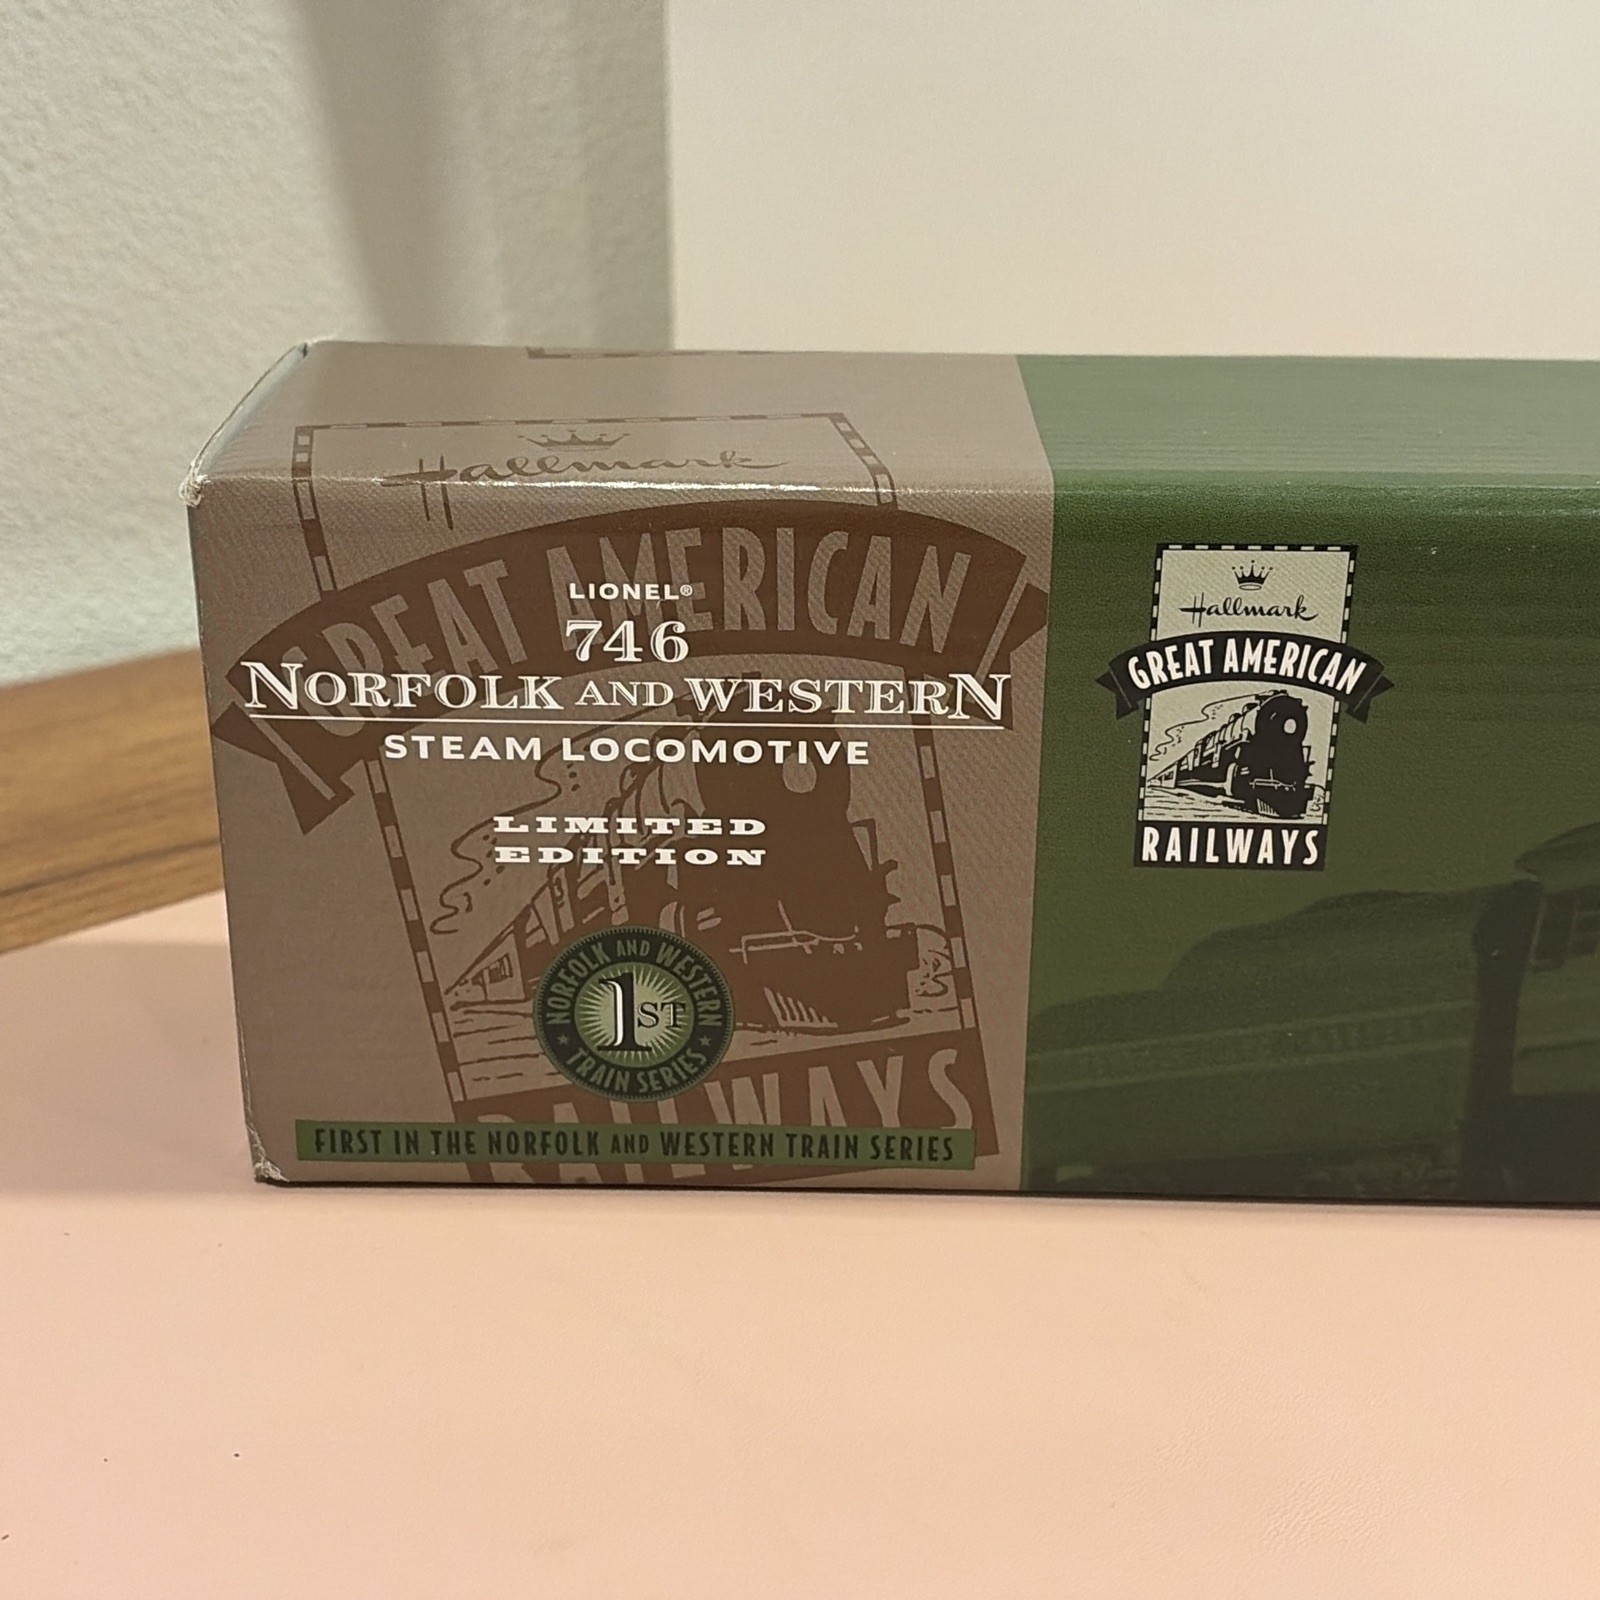 Hallmark
GREAT AMERICAN
LIONEL®
746
NORFOLK AND WESTERN
STEAM LOCOMOTIVE
LIMITED
EDITION
NORFOLK AND WESTERN
1ST
TRAIN SERIES
RAILWAYS
FIRST IN THE NORFOLK AND WESTERN TRAIN SERIES
Hallmark
GREAT AMERICAN
RAILWAYS